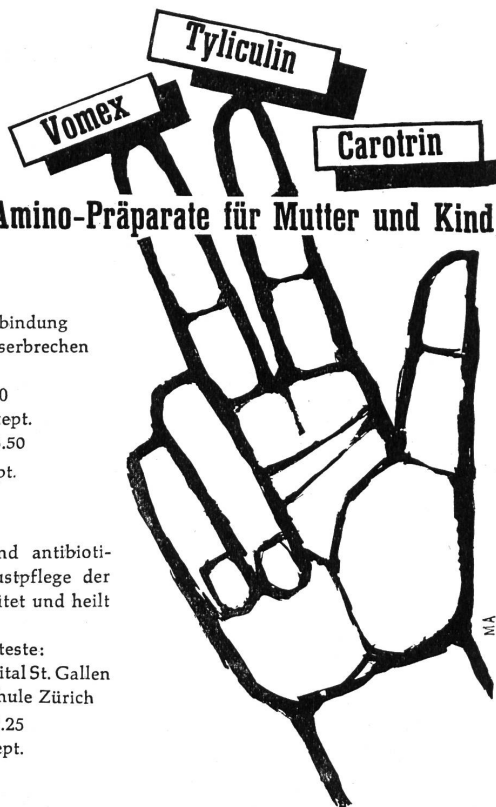 Tyliculin
Vomex
Carotrin
Amino-Präparate für Mutter und Kind
bindung
serbrechen
0
ept.
.50
pt.
nd antibioti-
ustpflege der
itet und heilt
teste:
ital St. Gallen
nule Zürich
.25
ept.
MA